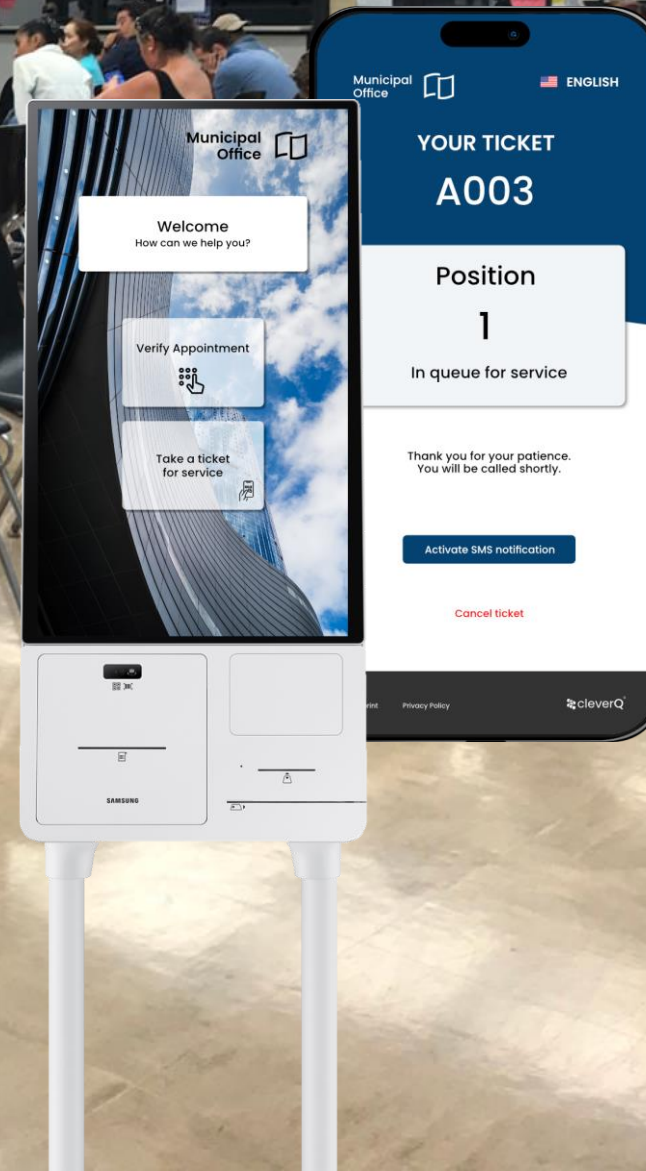 Municipal
Office
Welcome
How can we help you?
Verify Appointment
Take a ticket
for service
SAMSUNG
Municipal
Office
ENGLISH
YOUR TICKET
A003
Position
1
In queue for service
Thank you for your patience.
You will be called shortly.
Activate SMS notification
Cancel ticket
Privacy Policy
cleverQ